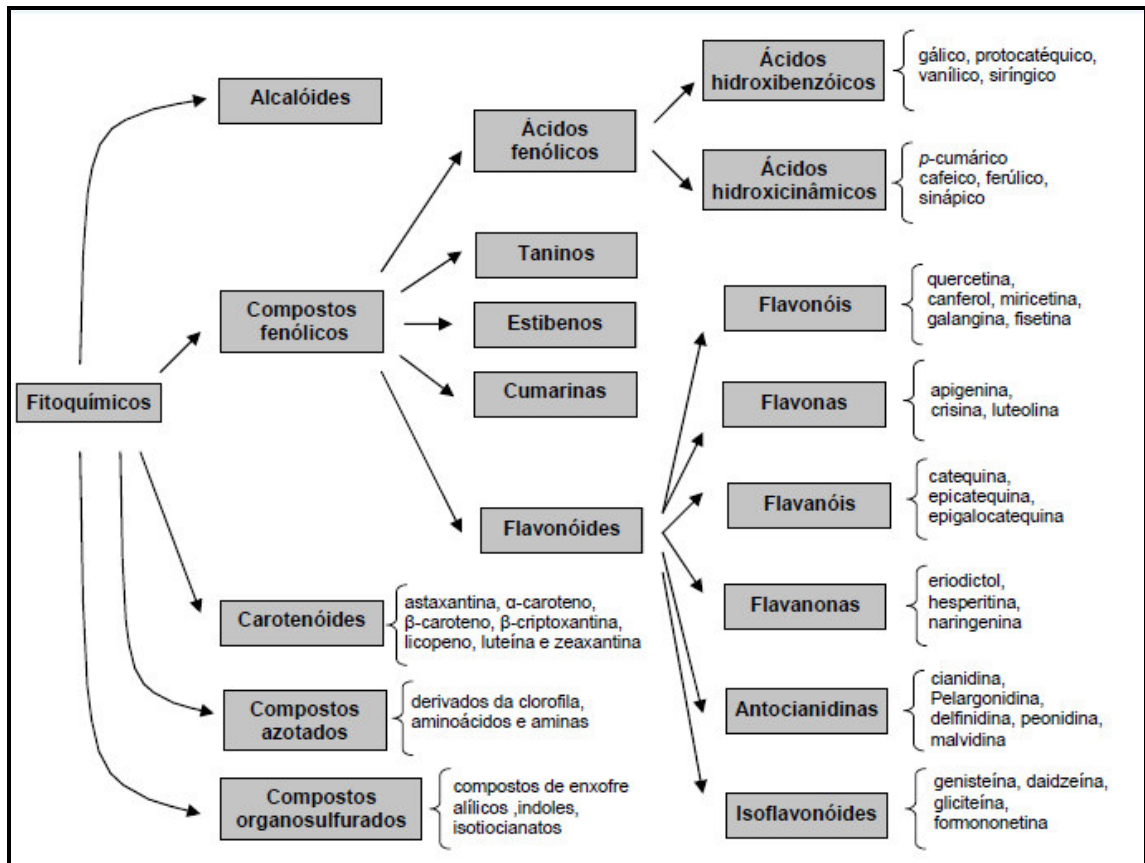 Fitoquímicos
Alcalóides
Compostos
fenólicos
Ácidos
fenólicos
Ácidos
hidroxibenzóicos
gálico, protocatéquico,
vanílico, siríngico
Ácidos
hidroxicinâmicos
p-cumárico
cafeico, ferúlico,
sinápico
Taninos
Estibenos
Cumarinas
Flavonóides
Flavonóis
quercetina,
canferol, miricetina,
galangina, fisetina
Flavonas
apigenina,
crisina, luteolina
Flavanóis
catequina,
epicatequina,
epigalocatequina
Flavanonas
eriodictol,
hesperitina,
naringenina
Antocianidinas
cianidina,
Pelargonidina,
delfinidina, peonidina,
malvidina
Isoflavonóides
genisteína, daidzeína,
gliciteína,
formononetina
Carotenóides
astaxantina, α-caroteno,
β-caroteno, β-criptoxantina,
licopeno, luteína e zeaxantina
Compostos
azotados
derivados da clorofila,
aminoácidos e aminas
Compostos
organosulfurados
compostos de enxofre
alílicos ,indoles,
isotiocianatos